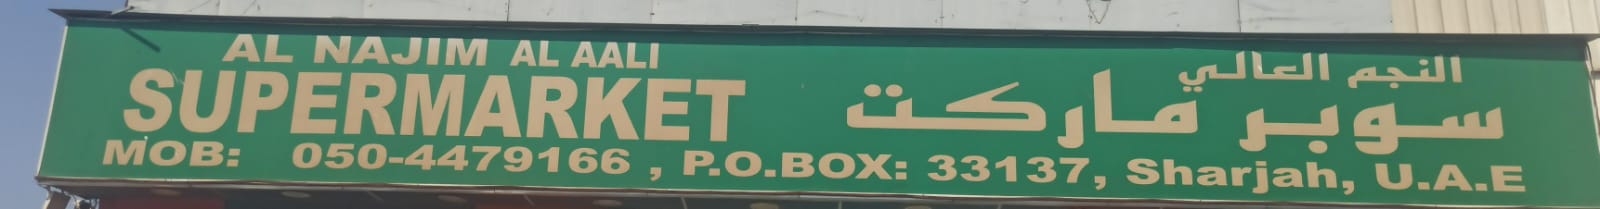 AL NAJIM AL AALI
SUPERMARKET
النجم العالي
سوبر ماركت
MOB: 050-4479166 , P.O.BOX: 33137, Sharjah, U.A.E